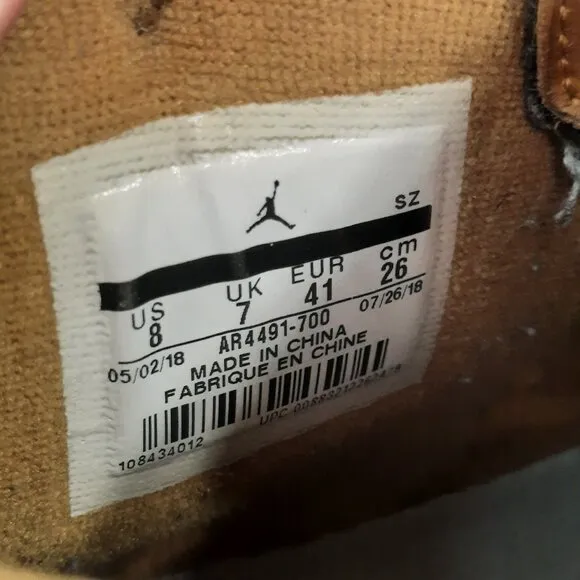 SZ
US UK EUR cm
8 7 41 26
05/02/18 AR4491-700 07/26/18
MADE IN CHINA
FABRIQUE EN CHINE
108434012 UPC